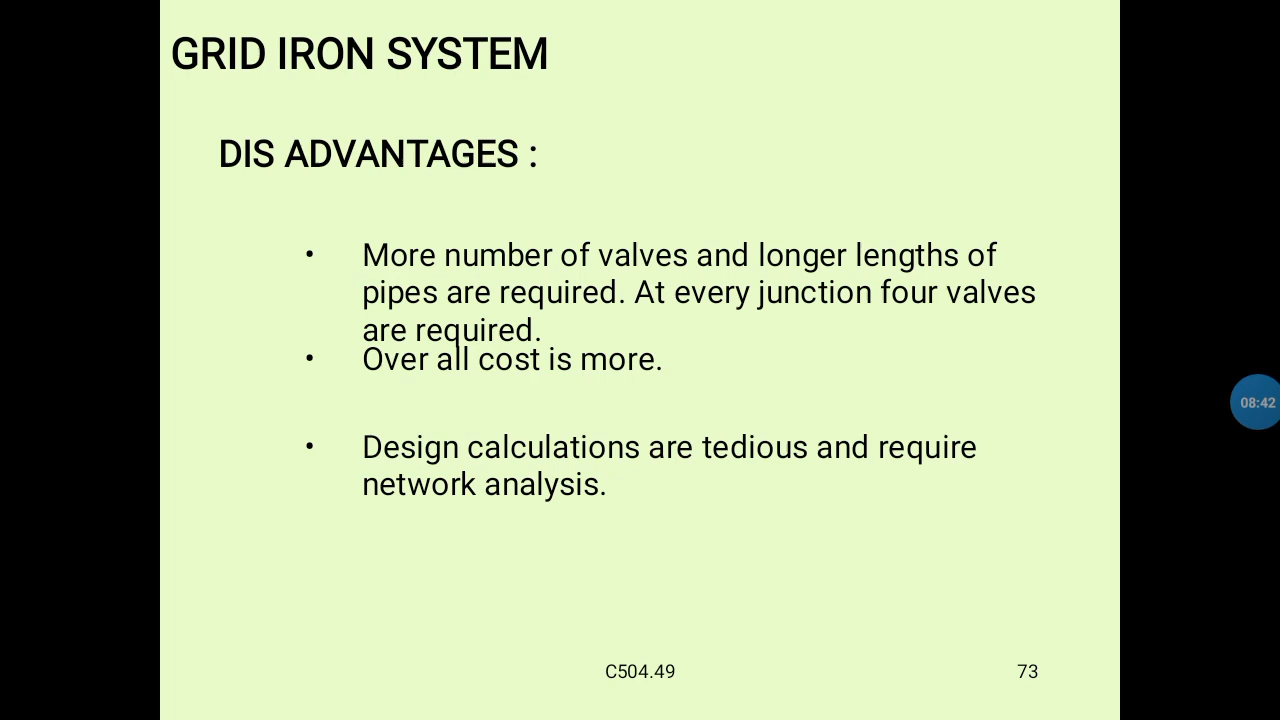 GRID IRON SYSTEM
DIS ADVANTAGES :
• More number of valves and longer lengths of
pipes are required. At every junction four valves
are required.
• Over all cost is more.
• Design calculations are tedious and require
network analysis.
08:42
C504.49
73